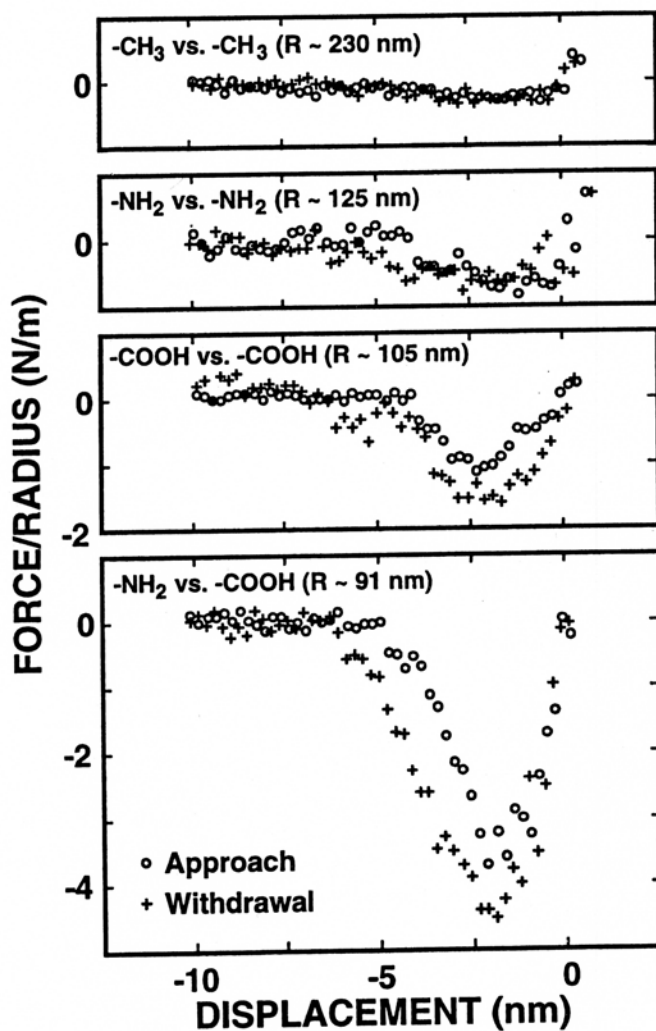 -CH₃ vs. -CH₃ (R ~ 230 nm)
0
-NH₂ vs. -NH₂ (R ~ 125 nm)
0
-COOH vs. -COOH (R ~ 105 nm)
0
-2
-NH₂ vs. -COOH (R ~ 91 nm)
0
-2
-4
o Approach
+ Withdrawal
FORCE/RADIUS (N/m)
-10
-5
0
DISPLACEMENT (nm)